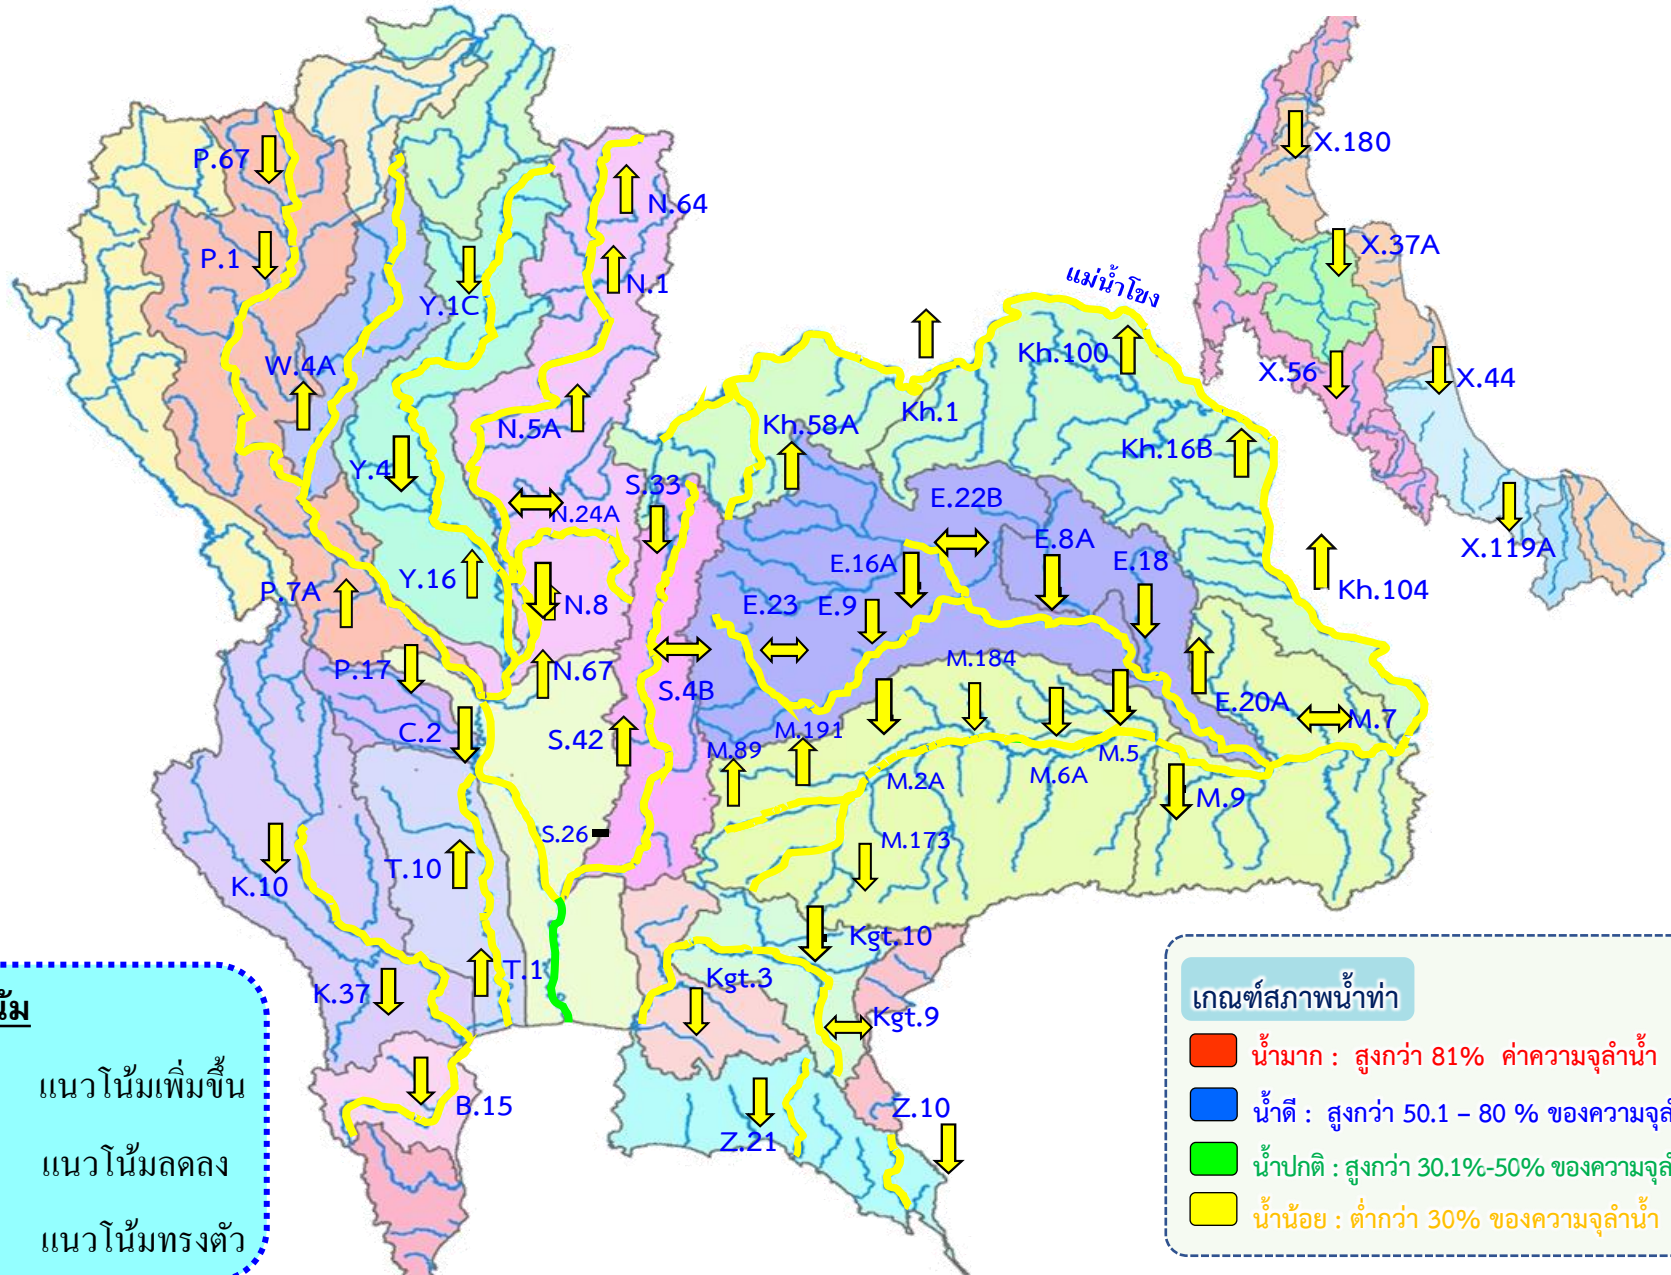 P.67
P.1
W.4A
Y.1C
N.64
N.1
N.5A
Y.4
N.24A
Y.16
P.7A
N.8
N.67
P.17
C.2
S.33
S.4B
S.42
S.26
T.10
T.1
K.10
K.37
B.15
แม่น้ำโขง
Kh.100
Kh.1
Kh.58A
Kh.16B
Kh.104
E.22B
E.8A
E.16A
E.18
E.23
E.9
E.20A
M.184
M.191
M.89
M.2A
M.6A
M.5
M.7
M.9
M.173
Kgt.10
Kgt.3
Kgt.9
Z.21
Z.10
X.180
X.37A
X.56
X.44
X.119A
แนวโน้มเพิ่มขึ้น
แนวโน้มลดลง
แนวโน้มทรงตัว
เกณฑ์สภาพน้ำท่า
น้ำมาก : สูงกว่า 81% ค่าความจุลำน้ำ
น้ำดี : สูงกว่า 50.1 – 80 % ของความจุ
น้ำปกติ : สูงกว่า 30.1%-50% ของความจุ
น้ำน้อย : ต่ำกว่า 30% ของความจุลำน้ำ